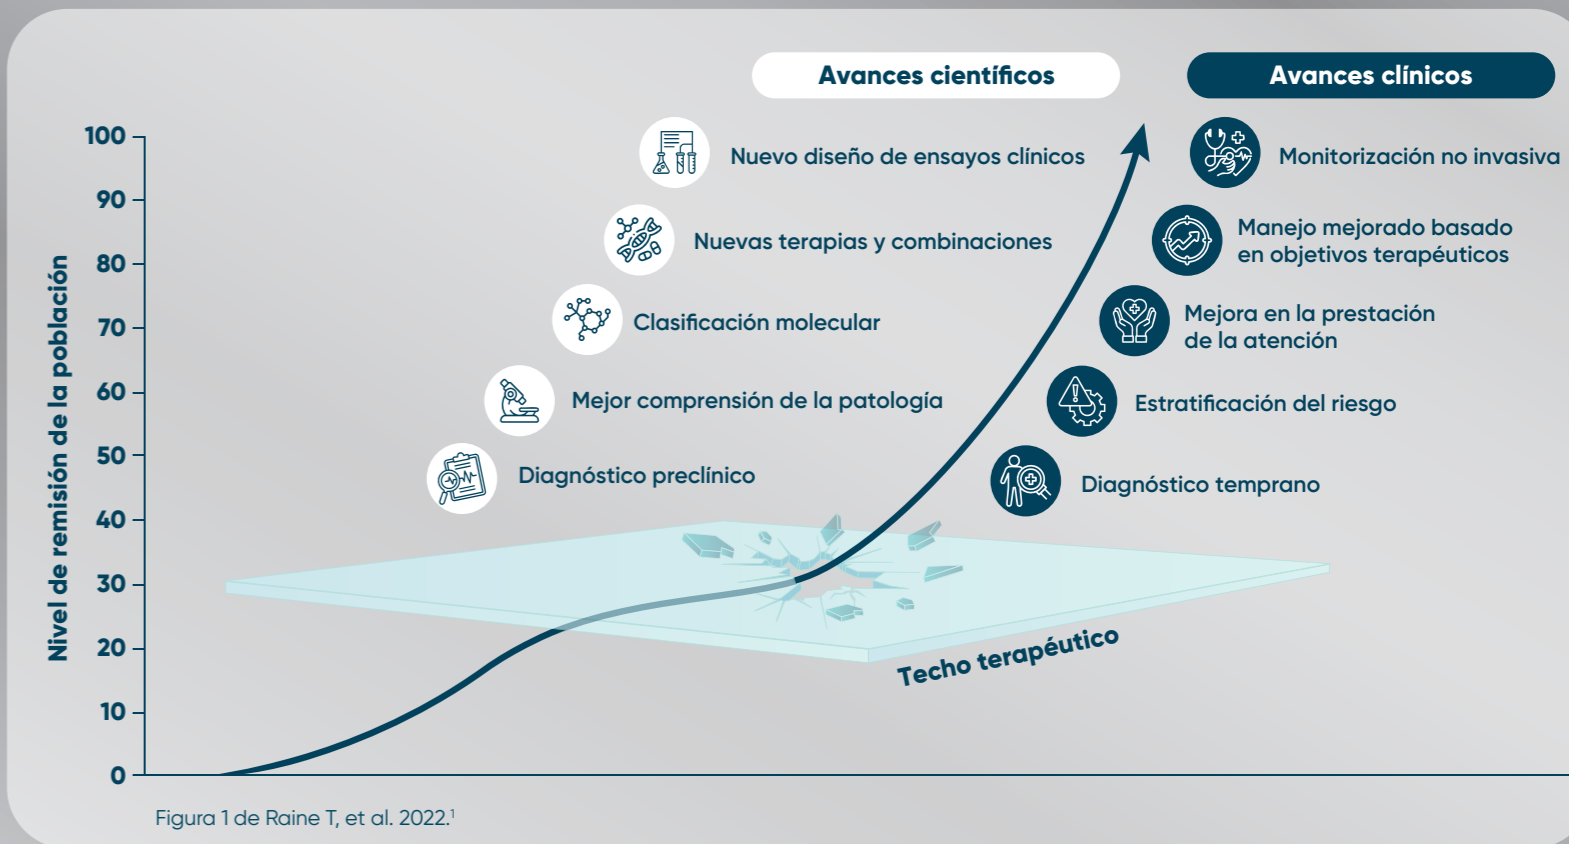 Avances científicos
Avances clínicos
Nivel de remisión de la población
100
90
80
70
60
50
40
30
20
10
0
Nuevo diseño de ensayos clínicos
Nuevas terapias y combinaciones
Clasificación molecular
Mejor comprensión de la patología
Diagnóstico preclínico
Monitorización no invasiva
Manejo mejorado basado
en objetivos terapéuticos
Mejora en la prestación
de la atención
Estratificación del riesgo
Diagnóstico temprano
Techo terapéutico
Figura 1 de Raine T, et al. 2022.¹